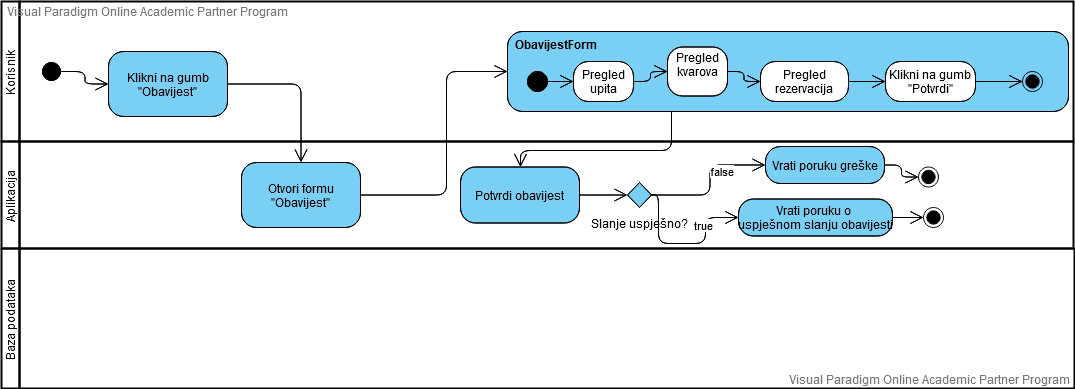 Visual Paradigm Online Academic Partner Program
Korisnik
Klikni na gumb
"Obavijest"
ObavijestForm
Pregled
upita
Pregled
kvarova
Pregled
rezervacija
Klikni na gumb
"Potvrdi"
Aplikacija
Otvori formu
"Obavijest"
Potvrdi obavijest
Slanje uspješno?
false
true
Vrati poruku greške
Vrati poruku o
uspješnom slanju obavijesti
Baza podataka
Visual Paradigm Online Academic Partner Program